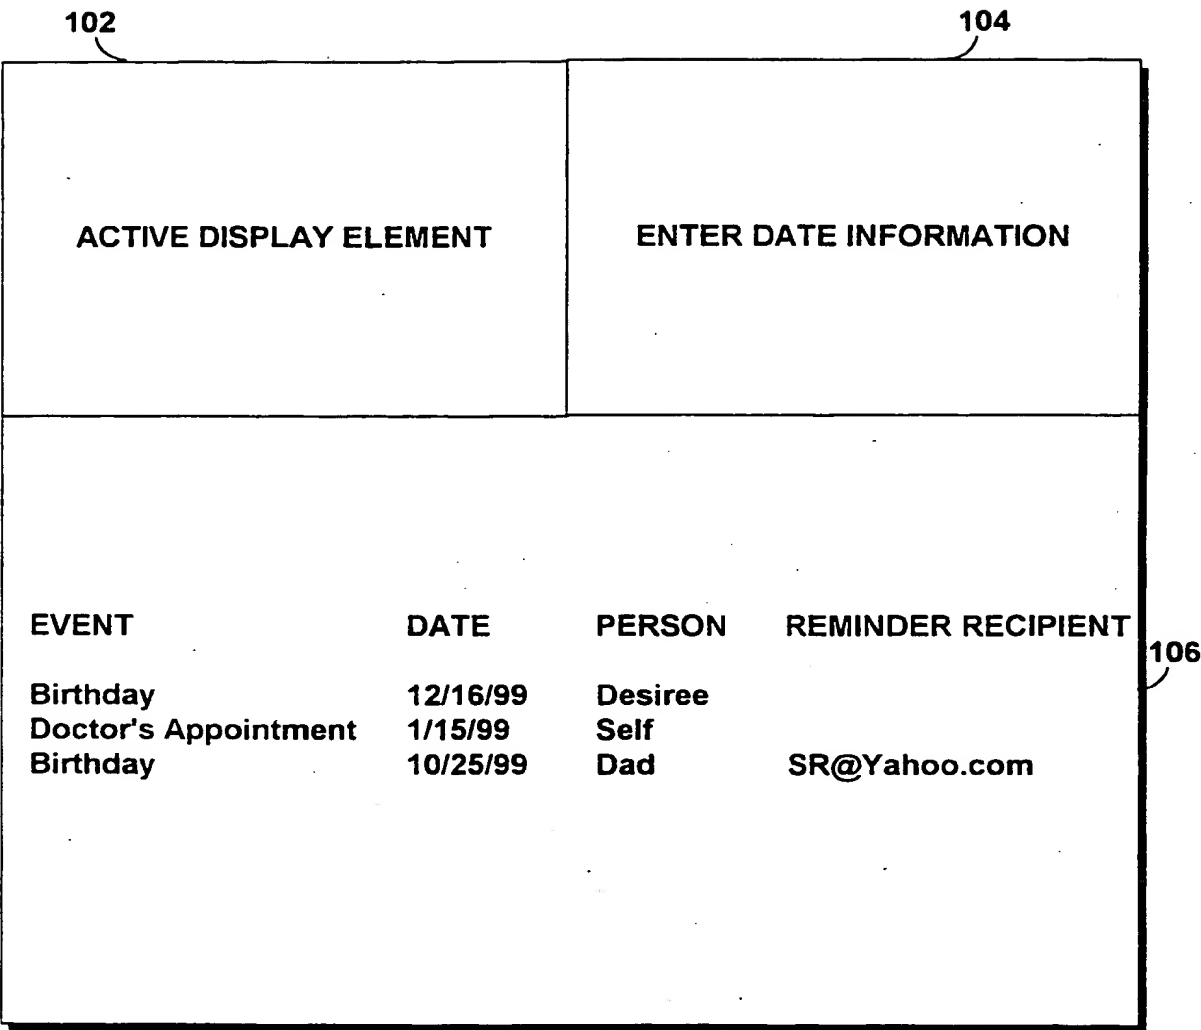 102 104
ACTIVE DISPLAY ELEMENT ENTER DATE INFORMATION
EVENT DATE PERSON REMINDER RECIPIENT
106
Birthday 12/16/99 Desiree
Doctor's Appointment 1/15/99 Self
Birthday 10/25/99 Dad SR@Yahoo.com